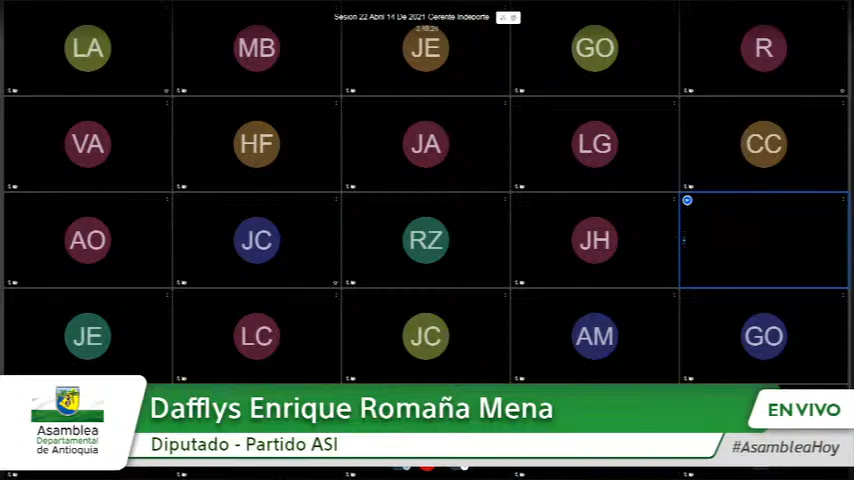 Sesion 22 Abril 14 De 2021 Cerente Indeporte
LA MB JE GO R
VA HF JA LG CC
AO JC RZ JH
JE LC JC AM GO
Dafflys Enrique Romaña Mena
Diputado - Partido ASI
Asamblea
Departamental
de Antioquia
EN VIVO
#AsambleaHoy